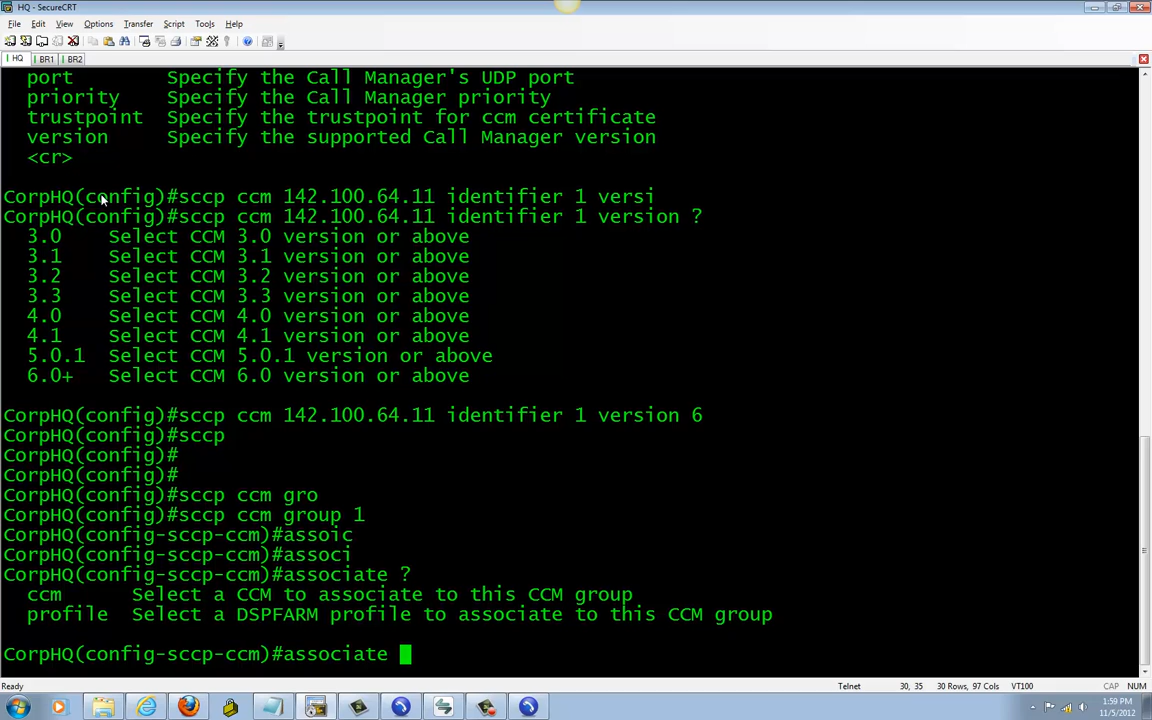 HQ - SecureCRT
File Edit View Options Transfer Script Tools Help
HQ BR1 BR2
port Specify the Call Manager's UDP port
priority Specify the Call Manager priority
trustpoint Specify the trustpoint for ccm certificate
version Specify the supported Call Manager version
<cr>
CorpHQ(config)#sccp ccm 142.100.64.11 identifier 1 versi
CorpHQ(config)#sccp ccm 142.100.64.11 identifier 1 version ?
3.0 Select CCM 3.0 version or above
3.1 Select CCM 3.1 version or above
3.2 Select CCM 3.2 version or above
3.3 Select CCM 3.3 version or above
4.0 Select CCM 4.0 version or above
4.1 Select CCM 4.1 version or above
5.0.1 Select CCM 5.0.1 version or above
6.0+ Select CCM 6.0 version or above
CorpHQ(config)#sccp ccm 142.100.64.11 identifier 1 version 6
CorpHQ(config)#sccp
CorpHQ(config)#
CorpHQ(config)#
CorpHQ(config)#sccp ccm gro
CorpHQ(config)#sccp ccm group 1
CorpHQ(config-sccp-ccm)#assoic
CorpHQ(config-sccp-ccm)#associ
CorpHQ(config-sccp-ccm)#associate ?
ccm Select a CCM to associate to this CCM group
profile Select a DSPFARM profile to associate to this CCM group
CorpHQ(config-sccp-ccm)#associate
Ready Telnet 30, 35 30 Rows, 97 Cols VT100 CAP NUM
1:59 PM
11/5/2012